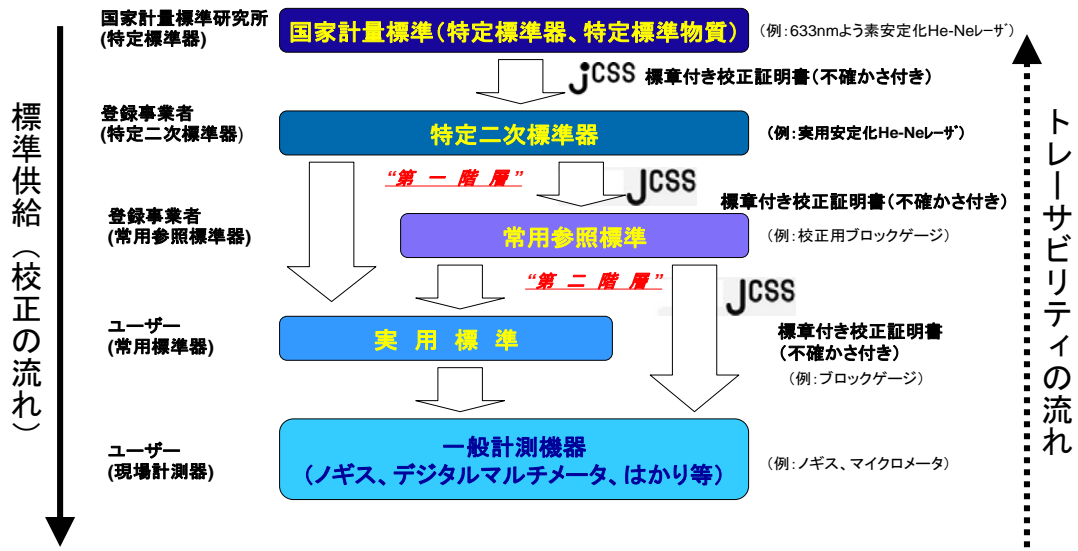 国家計量標準研究所
(特定標準器)
国家計量標準(特定標準器、特定標準物質)
(例:633nmよう素安定化He-Neレーザ)
jCSS 標章付き校正証明書(不確かさ付き)
登録事業者
(特定二次標準器)
特定二次標準器
(例:実用安定化He-Neレーザ)
“第一階層”
JCSS
標章付き校正証明書(不確かさ付き)
登録事業者
(常用参照標準器)
常用参照標準
(例:校正用ブロックゲージ)
“第二階層”
JCSS
ユーザー
(常用標準器)
実用標準
標章付き校正証明書
(不確かさ付き)
(例:ブロックゲージ)
ユーザー
(現場計測器)
一般計測機器
(ノギス、デジタルマルチメータ、はかり等)
(例:ノギス、マイクロメータ)
標準供給(校正の流れ)
トレーサビリティの流れ